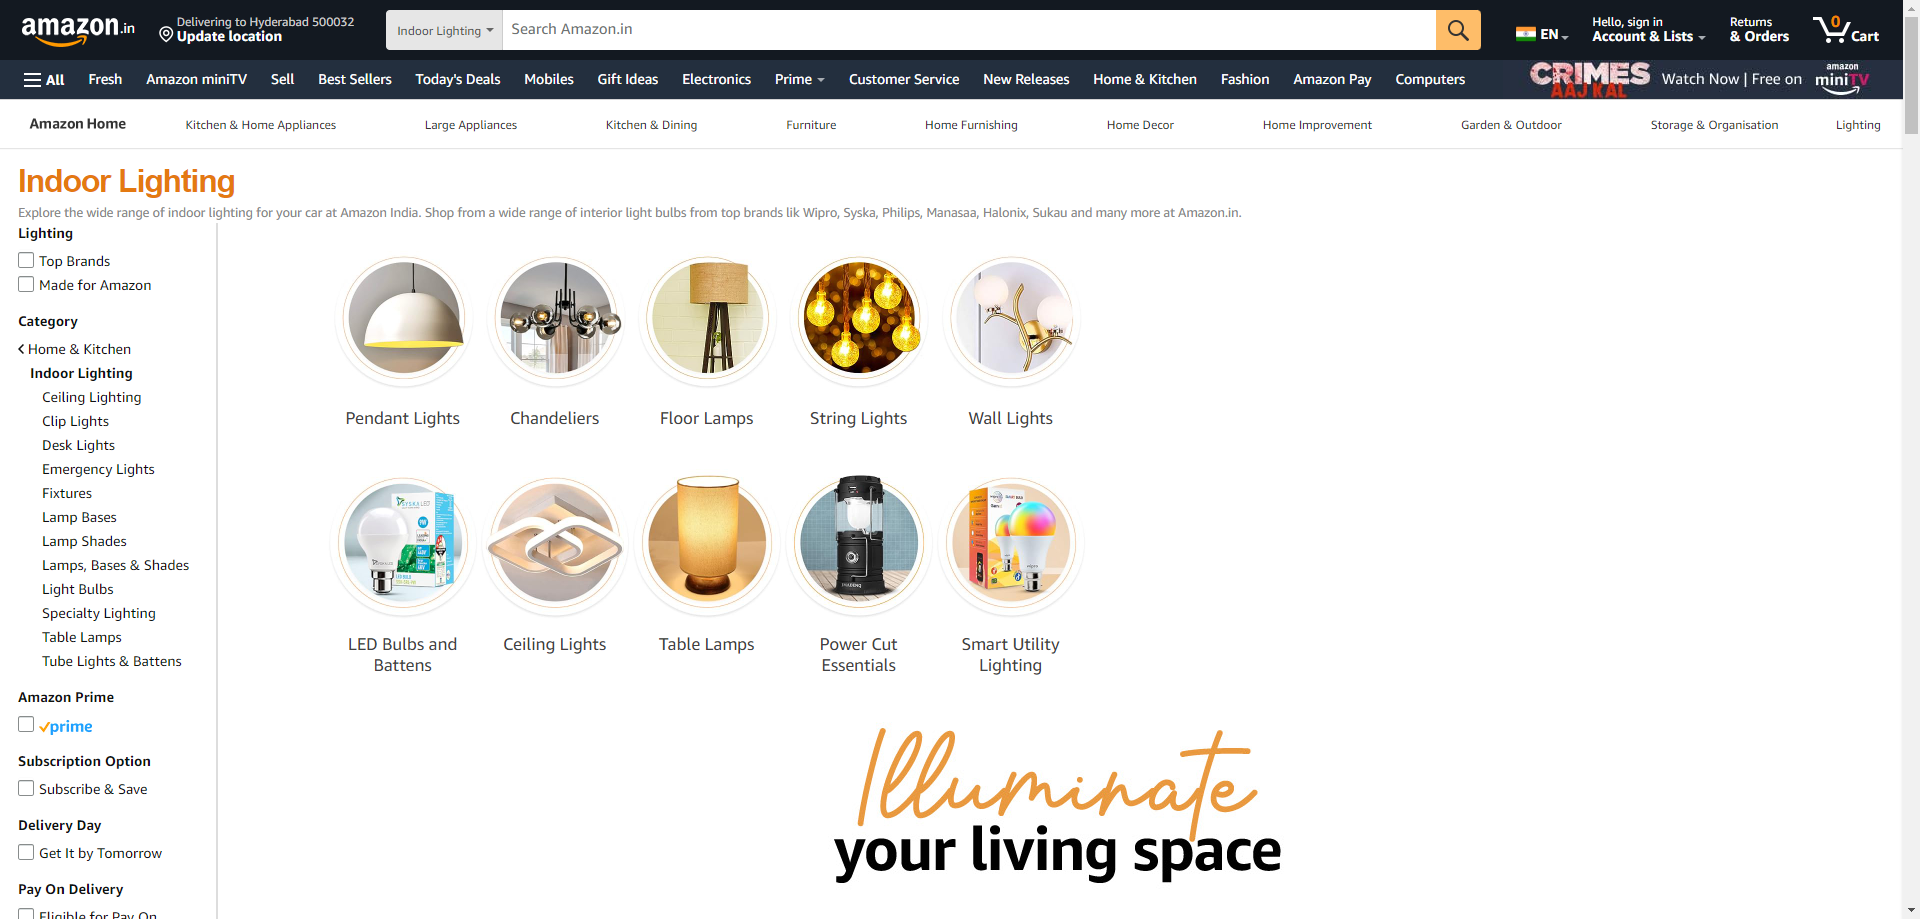 amazon.in
Delivering to Hyderabad 500032
Update location
Indoor Lighting
Search Amazon.in
EN
Hello, sign in
Account & Lists
Returns
& Orders
0
Cart
All
Fresh
Amazon miniTV
Sell
Best Sellers
Today's Deals
Mobiles
Gift Ideas
Electronics
Prime
Customer Service
New Releases
Home & Kitchen
Fashion
Amazon Pay
Computers
CRIMES
AAJ KAL
Watch Now | Free on
amazon
miniTV
Amazon Home
Kitchen & Home Appliances
Large Appliances
Kitchen & Dining
Furniture
Home Furnishing
Home Decor
Home Improvement
Garden & Outdoor
Storage & Organisation
Lighting
Indoor Lighting
Explore the wide range of indoor lighting for your car at Amazon India. Shop from a wide range of interior light bulbs from top brands lik Wipro, Syska, Philips, Manasaa, Halonix, Sukau and many more at Amazon.in.
Lighting
Top Brands
Made for Amazon
Category
Home & Kitchen
Indoor Lighting
Ceiling Lighting
Clip Lights
Desk Lights
Emergency Lights
Fixtures
Lamp Bases
Lamp Shades
Lamps, Bases & Shades
Light Bulbs
Specialty Lighting
Table Lamps
Tube Lights & Battens
Amazon Prime
prime
Subscription Option
Subscribe & Save
Delivery Day
Get It by Tomorrow
Pay On Delivery
Eligible for Pay On
Pendant Lights
Chandeliers
Floor Lamps
String Lights
Wall Lights
SYSKA LED
9W
LED Bulbs and
Battens
Ceiling Lights
Table Lamps
Power Cut
Essentials
wipro
Smart Utility
Lighting
Illuminate
your living space